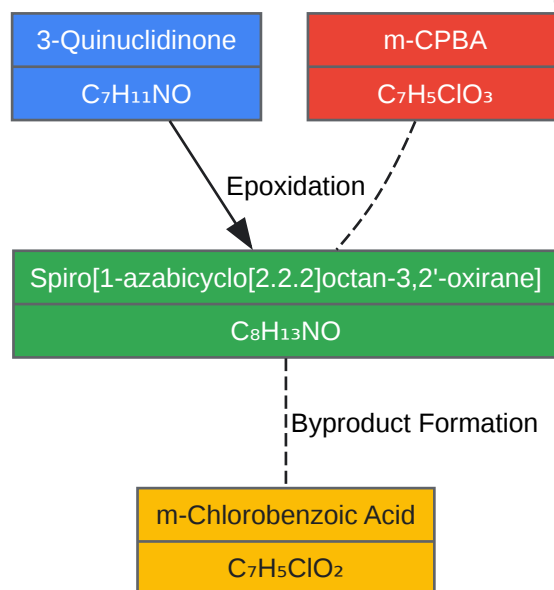 3-Quinuclidinone
C₇H₁₁NO
m-CPBA
C₇H₅ClO₃
Epoxidation
Spiro[1-azabicyclo[2.2.2]octan-3,2'-oxirane]
C₈H₁₃NO
Byproduct Formation
m-Chlorobenzoic Acid
C₇H₅ClO₂